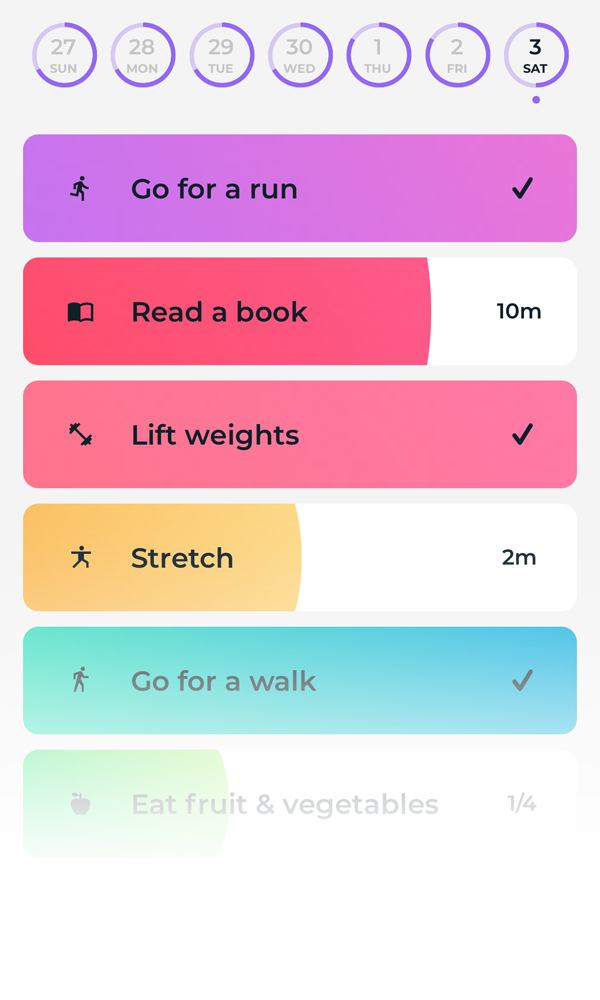 27 28 29 30 1 2 3
SUN MON TUE WED THU FRI SAT
Go for a run
Read a book 10m
Lift weights
Stretch 2m
Go for a walk
Eat fruit & vegetables 1/4